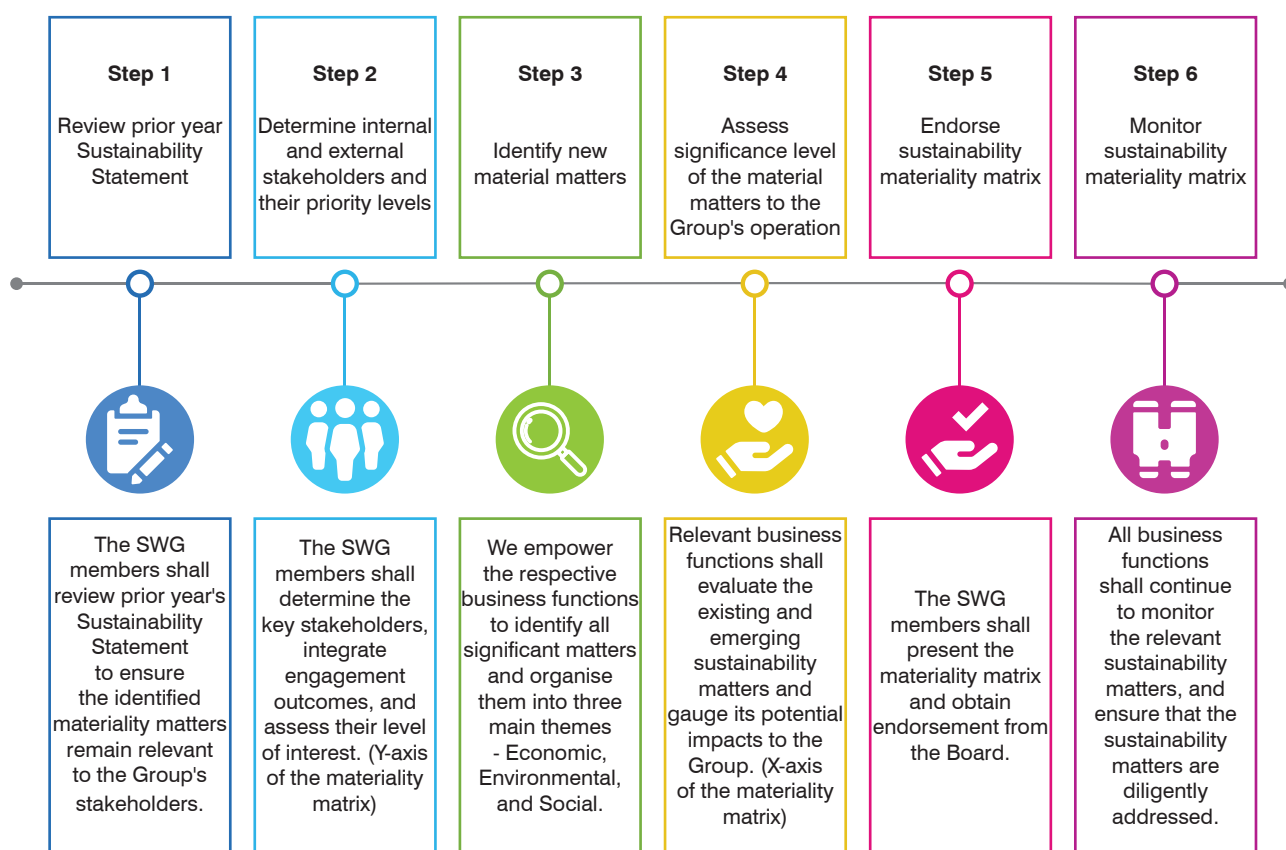 Step 1
Review prior year
Sustainability
Statement
Step 2
Determine internal
and external
stakeholders and
their priority levels
Step 3
Identify new
material matters
Step 4
Assess
significance level
of the material
matters to the
Group's operation
Step 5
Endorse
sustainability
materiality matrix
Step 6
Monitor
sustainability
materiality matrix
The SWG
members shall
review prior year's
Sustainability
Statement
to ensure
the identified
materiality matters
remain relevant
to the Group's
stakeholders.
The SWG
members shall
determine the
key stakeholders,
integrate
engagement
outcomes, and
assess their level
of interest. (Y-axis
of the materiality
matrix)
We empower
the respective
business functions
to identify all
significant matters
and organise
them into three
main themes
- Economic,
Environmental,
and Social.
Relevant business
functions shall
evaluate the
existing and
emerging
sustainability
matters and
gauge its potential
impacts to the
Group. (X-axis
of the materiality
matrix)
The SWG
members shall
present the
materiality matrix
and obtain
endorsement from
the Board.
All business
functions
shall continue
to monitor
the relevant
sustainability
matters, and
ensure that the
sustainability
matters are
diligently
addressed.